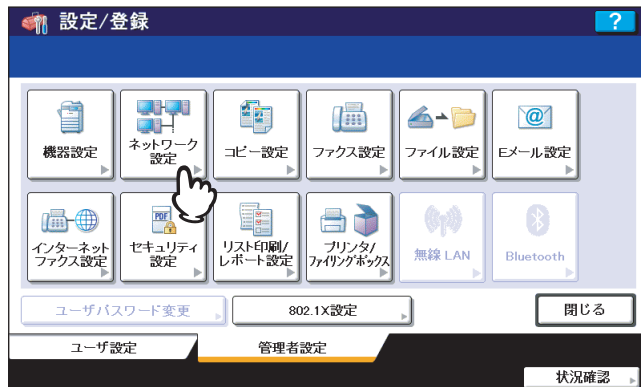 設定/登録
?
機器設定
ネットワーク
設定
コピー設定
ファクス設定
ファイル設定
@
Eメール設定
インターネット
ファクス設定
PDF
セキュリティ
設定
リスト印刷/
レポート設定
プリンタ/
ファイリングボックス
無線 LAN
Bluetooth
ユーザパスワード変更
802.1X設定
閉じる
ユーザ設定
管理者設定
状況確認